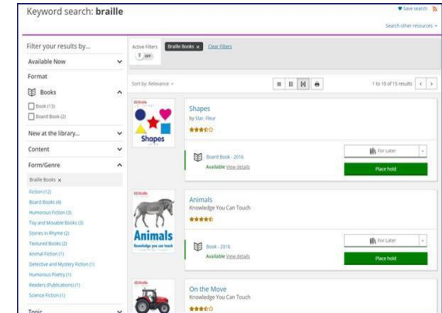 Keyword search: braille
Save search
Search other resources
Filter your results by...
Available Now
Format
Books
Book (13)
Board Book (2)
New at the library...
Content
Form/Genre
Braille Books x
Fiction (12)
Board Books (6)
Humorous Fiction (3)
Toy and Movable Books (3)
Stories in Rhyme (2)
Textured Books (2)
Animal Fiction (1)
Detective and Mystery Fiction (1)
Humorous Poetry (1)
Readers (Publications) (1)
Science Fiction (1)
Topic
Active Filters
Braille Books x
Clear Filters
OFF
Sort by: Relevance
1 to 10 of 15 results
Shapes
Shapes
by Star, Fleur
Board Book - 2016
Available View details
For Later
Place hold
Animals
Knowledge you can touch
Animals
Knowledge You Can Touch
Book - 2016
Available View details
For Later
Place hold
On the Move
Knowledge You Can Touch